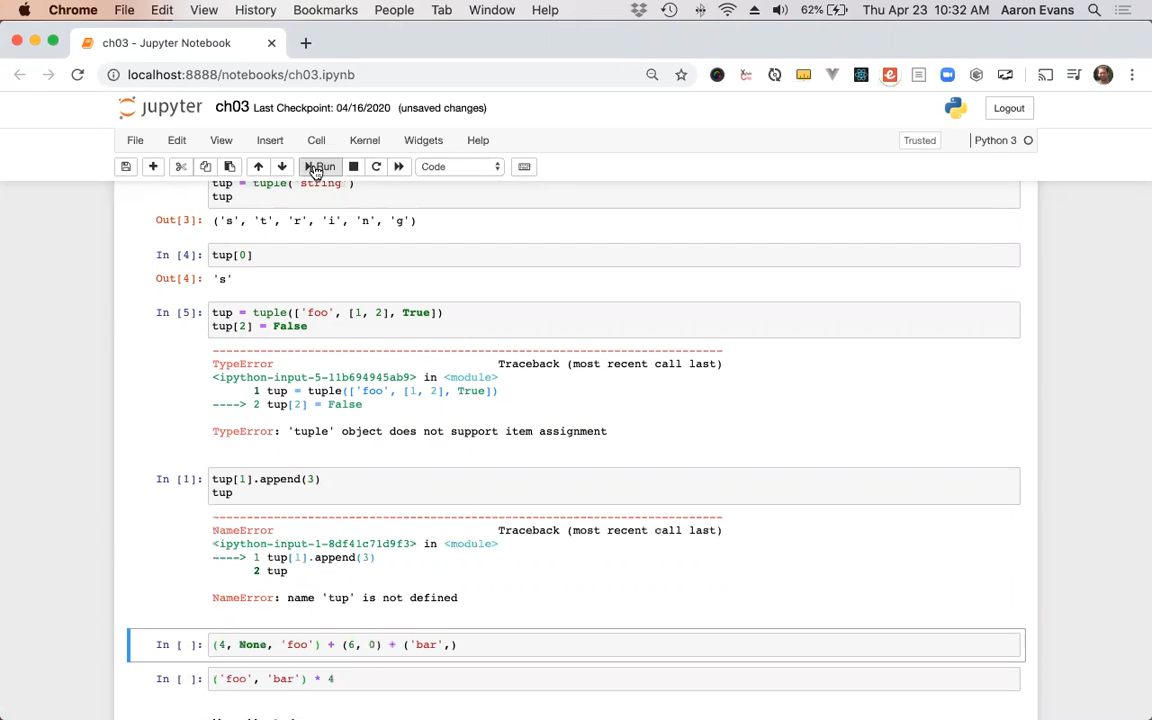 Chrome File Edit View History Bookmarks People Tab Window Help 62% Thu Apr 23 10:32 AM Aaron Evans
ch03 - Jupyter Notebook
localhost:8888/notebooks/ch03.ipynb
jupyter ch03 Last Checkpoint: 04/16/2020 (unsaved changes) Logout
File Edit View Insert Cell Kernel Widgets Help Trusted Python 3
Run Code
tup = tuple('string')
tup
Out[3]: ('s', 't', 'r', 'i', 'n', 'g')
In [4]: tup[0]
Out[4]: 's'
In [5]: tup = tuple(['foo', [1, 2], True])
tup[2] = False
---------------------------------------------------------------------------
TypeError Traceback (most recent call last)
<ipython-input-5-11b694945ab9> in <module>
1 tup = tuple(['foo', [1, 2], True])
----> 2 tup[2] = False
TypeError: 'tuple' object does not support item assignment
In [1]: tup[1].append(3)
tup
---------------------------------------------------------------------------
NameError Traceback (most recent call last)
<ipython-input-1-8df41c71d9f3> in <module>
----> 1 tup[1].append(3)
2 tup
NameError: name 'tup' is not defined
In [ ]: (4, None, 'foo') + (6, 0) + ('bar',)
In [ ]: ('foo', 'bar') * 4